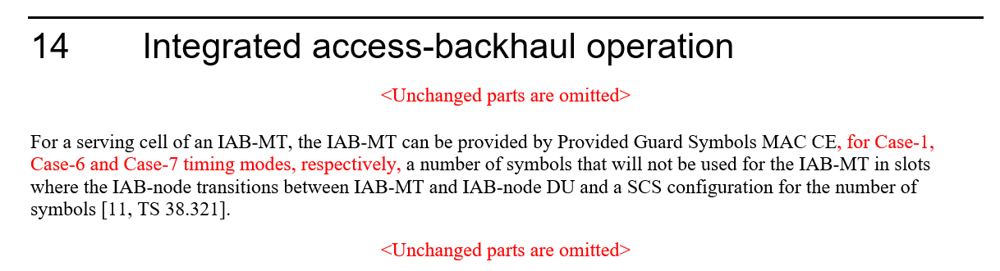 14 Integrated access-backhaul operation
<Unchanged parts are omitted>
For a serving cell of an IAB-MT, the IAB-MT can be provided by Provided Guard Symbols MAC CE, for Case-1,
Case-6 and Case-7 timing modes, respectively, a number of symbols that will not be used for the IAB-MT in slots
where the IAB-node transitions between IAB-MT and IAB-node DU and a SCS configuration for the number of
symbols [11, TS 38.321].
<Unchanged parts are omitted>